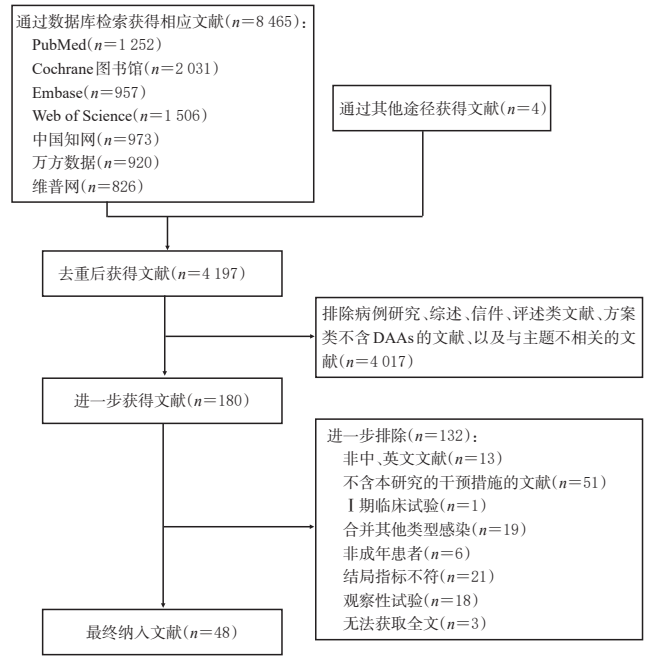 通过数据库检索获得相应文献(n=8 465)：
PubMed(n=1 252)
Cochrane图书馆(n=2 031)
Embase(n=957)
Web of Science(n=1 506)
中国知网(n=973)
万方数据(n=920)
维普网(n=826)
通过其他途径获得文献(n=4)
去重后获得文献(n=4 197)
排除病例研究、综述、信件、评述类文献、方案
类不含DAAs的文献、以及与主题不相关的文
献(n=4 017)
进一步获得文献(n=180)
进一步排除(n=132)：
非中、英文文献(n=13)
不含本研究的干预措施的文献(n=51)
Ⅰ期临床试验(n=1)
合并其他类型感染(n=19)
非成年患者(n=6)
结局指标不符(n=21)
观察性试验(n=18)
无法获取全文(n=3)
最终纳入文献(n=48)